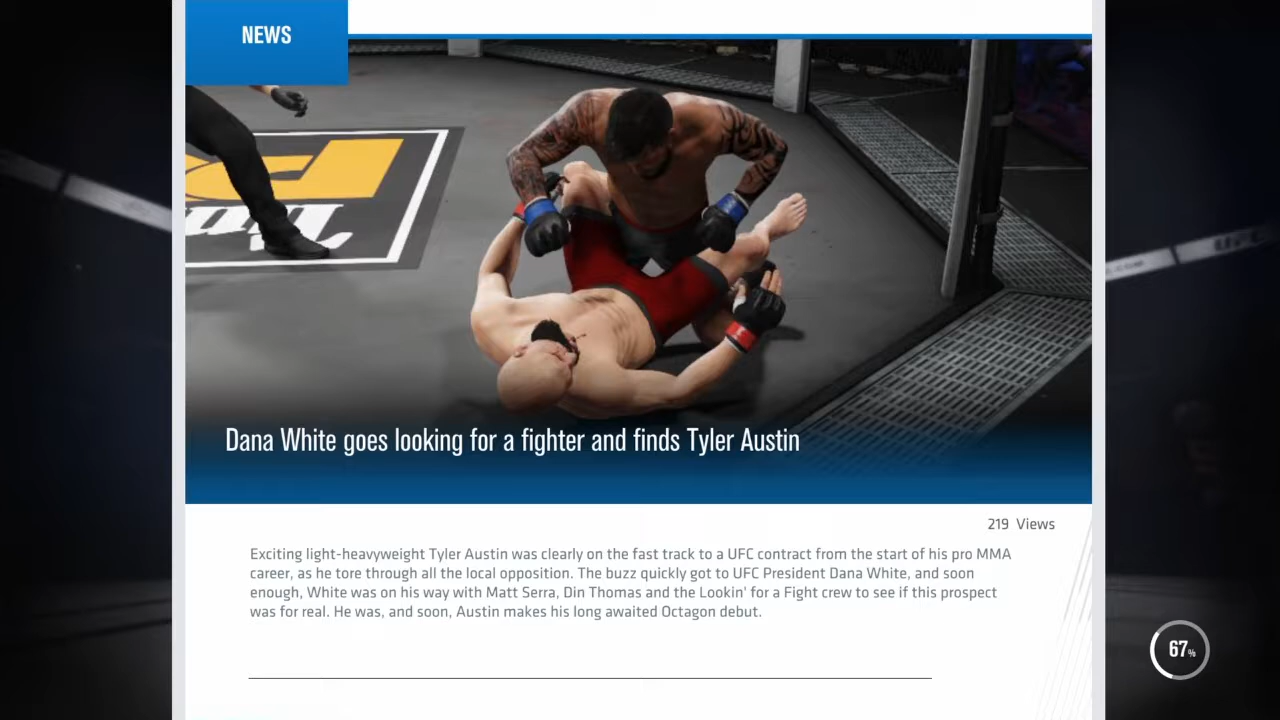 NEWS
Dana White goes looking for a fighter and finds Tyler Austin
219 Views
Exciting light-heavyweight Tyler Austin was clearly on the fast track to a UFC contract from the start of his pro MMA
career, as he tore through all the local opposition. The buzz quickly got to UFC President Dana White, and soon
enough, White was on his way with Matt Serra, Din Thomas and the Lookin' for a Fight crew to see if this prospect
was for real. He was, and soon, Austin makes his long awaited Octagon debut.
67%